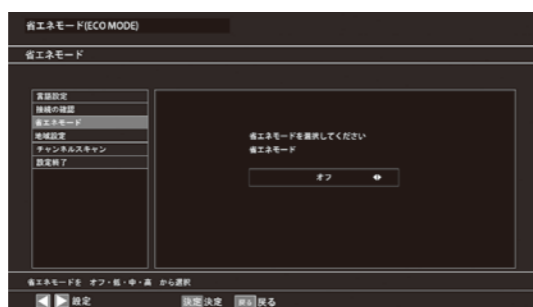 省エネモード(ECO MODE)
省エネモード
言語設定
接続の確認
省エネモード
地域設定
チャンネルスキャン
設定終了
省エネモードを選択してください
省エネモード
オフ
省エネモードを オフ・低・中・高 から選択
設定 決定 決定 戻る 戻る